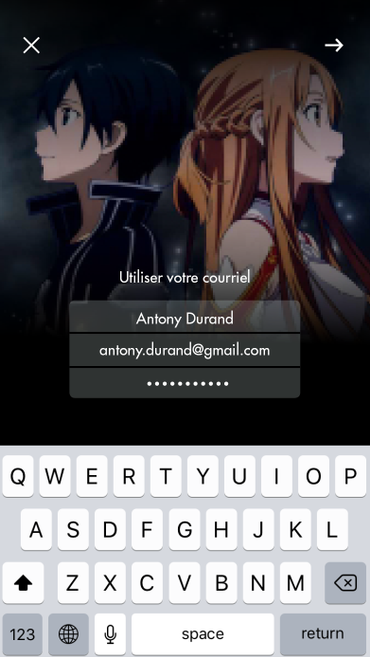 Utiliser votre courriel
Antony Durand
antony.durand@gmail.com
•••••••••••
Q W E R T Y U I O P
A S D F G H J K L
Z X C V B N M
123 space return